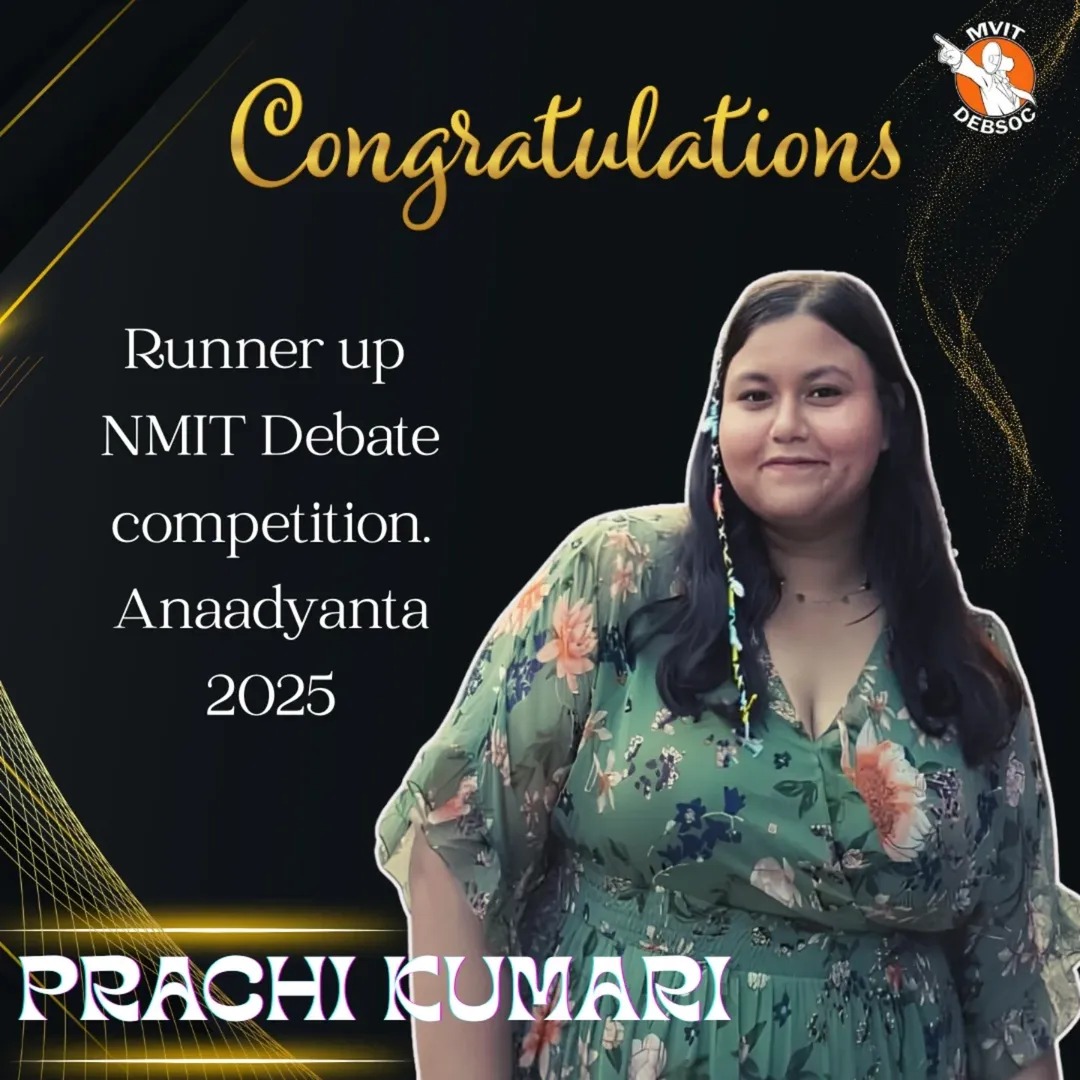 MVIT
DEBSOC
Congratulations
Runner up
NMIT Debate
competition.
Anaadyanta
2025
PRACHI KUMARI